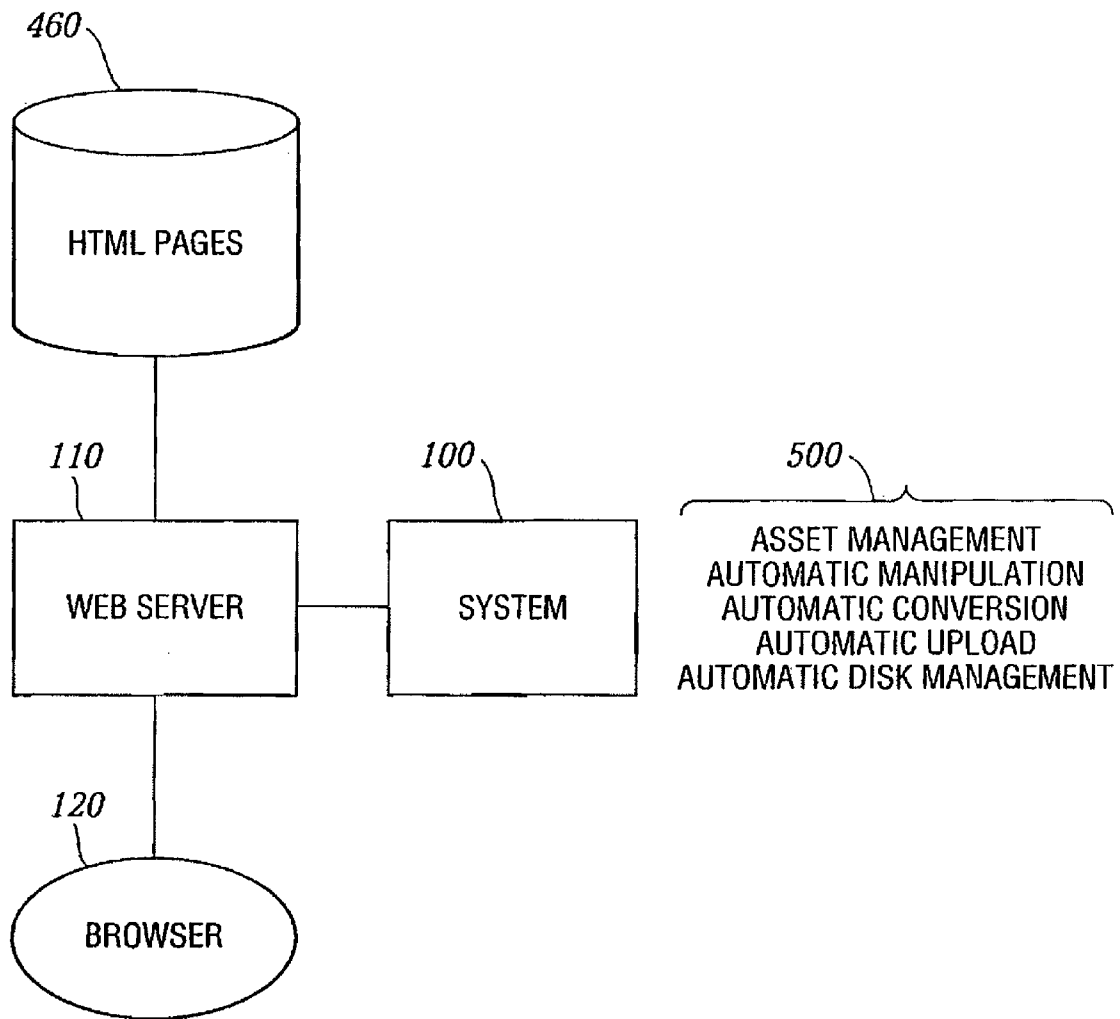 460
HTML PAGES
110
100
500
WEB SERVER
SYSTEM
ASSET MANAGEMENT
AUTOMATIC MANIPULATION
AUTOMATIC CONVERSION
AUTOMATIC UPLOAD
AUTOMATIC DISK MANAGEMENT
120
BROWSER